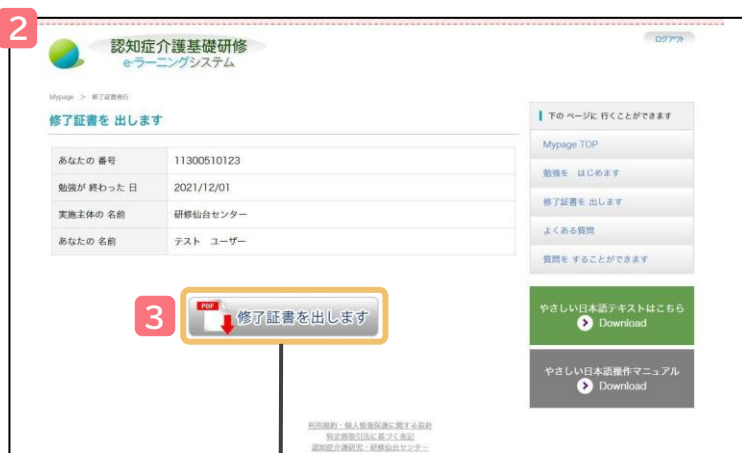 2
認知症介護基礎研修
e-ラーニングシステム
ログアウト
Mypage > 修了証書発行
修了証書を 出します
あなたの 番号 11300510123
勉強が 終わった 日 2021/12/01
実施主体の 名前 研修仙台センター
あなたの 名前 テスト ユーザー
3
PDF
修了証書を出します
下の ページに 行くことができます
Mypage TOP
勉強を はじめます
修了証書を 出します
よくある質問
質問を することができます
やさしい日本語テキストはこちら
Download
やさしい日本語操作マニュアル
Download
利用規約・個人情報保護に関する指針
特定商取引法に基づく表記
認知症介護研究・研修仙台センター